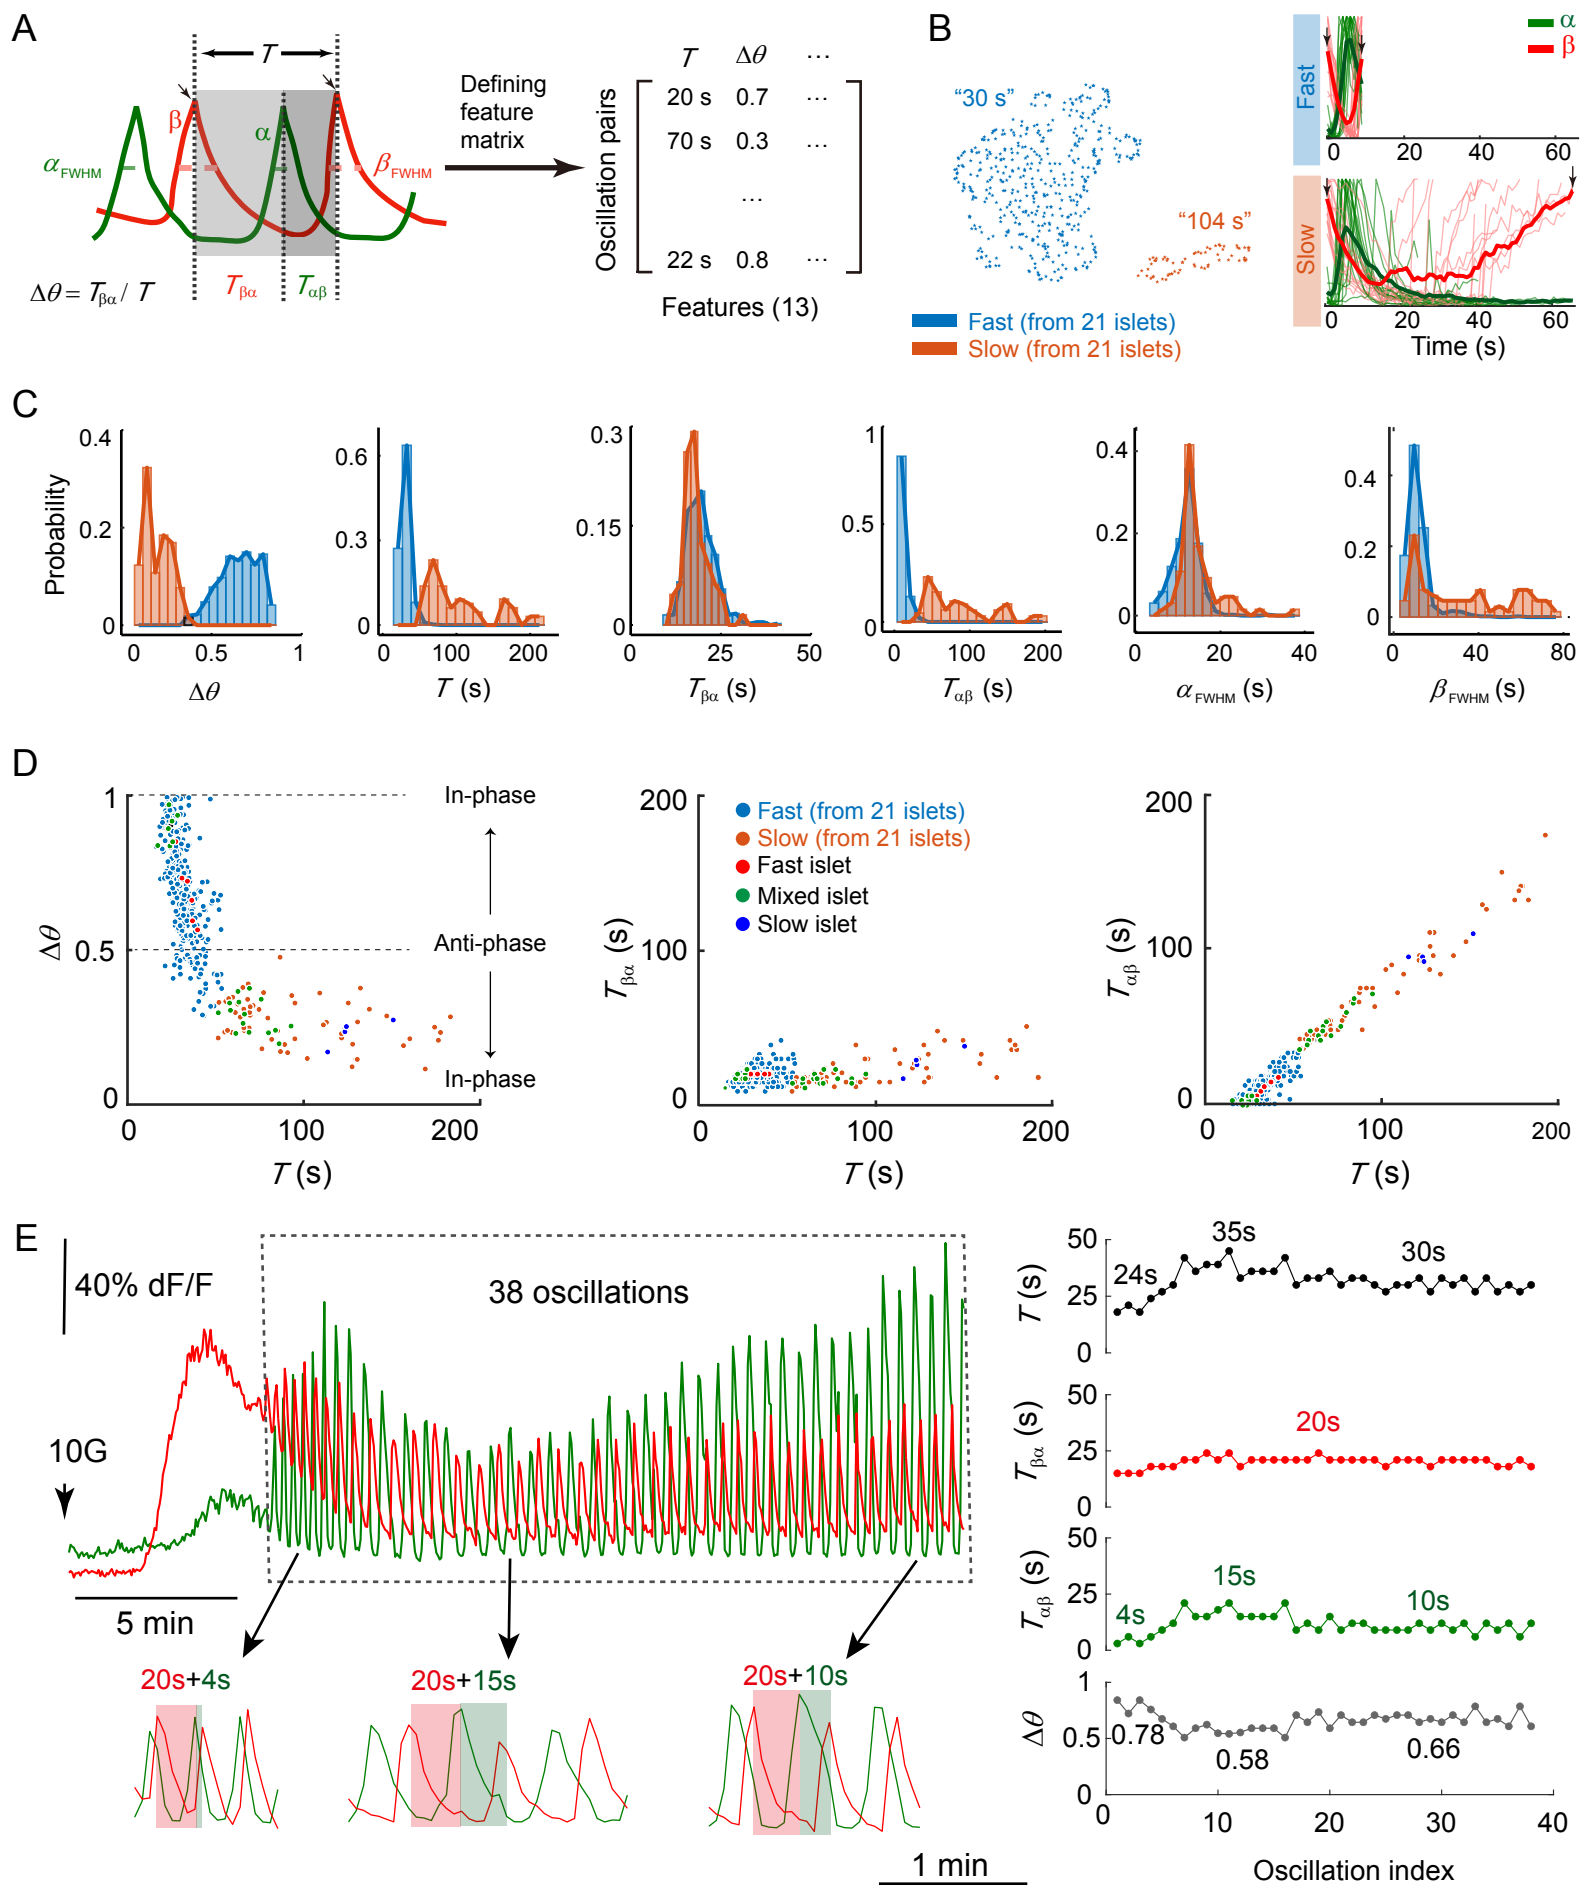 A
T
β
α
α FWHM
β FWHM
Δθ = Tβα / T
Tβα
Tαβ
Defining
feature
matrix
Oscillation pairs
T Δθ ...
20 s 0.7 ...
70 s 0.3 ...
...
22 s 0.8 ...
Features (13)
B
“30 s”
“104 s”
Fast (from 21 islets)
Slow (from 21 islets)
Fast
α
β
0 20 40 60
Slow
0 20 40 60
Time (s)
C
Probability
0.4
0.2
0
0 0.5 1
Δθ
0.6
0.3
0
0 100 200
T (s)
0.3
0.15
0
0 25 50
Tβα (s)
1
0.5
0
0 100 200
Tαβ (s)
0.4
0.2
0
0 20 40
α FWHM (s)
0.4
0.2
0
0 40 80
β FWHM (s)
D
Δθ
1
0.5
0
0 100 200
T (s)
In-phase
Anti-phase
In-phase
Tβα (s)
200
100
0
0 100 200
T (s)
Fast (from 21 islets)
Slow (from 21 islets)
Fast islet
Mixed islet
Slow islet
Tαβ (s)
200
100
0
0 100 200
T (s)
E
40% dF/F
38 oscillations
10G
5 min
20s+4s
20s+15s
20s+10s
1 min
T (s)
50
25
0
24s
35s
30s
Tβα (s)
50
25
0
20s
Tαβ (s)
50
25
0
4s
15s
10s
Δθ
1
0.5
0
0.78
0.58
0.66
0 10 20 30 40
Oscillation index